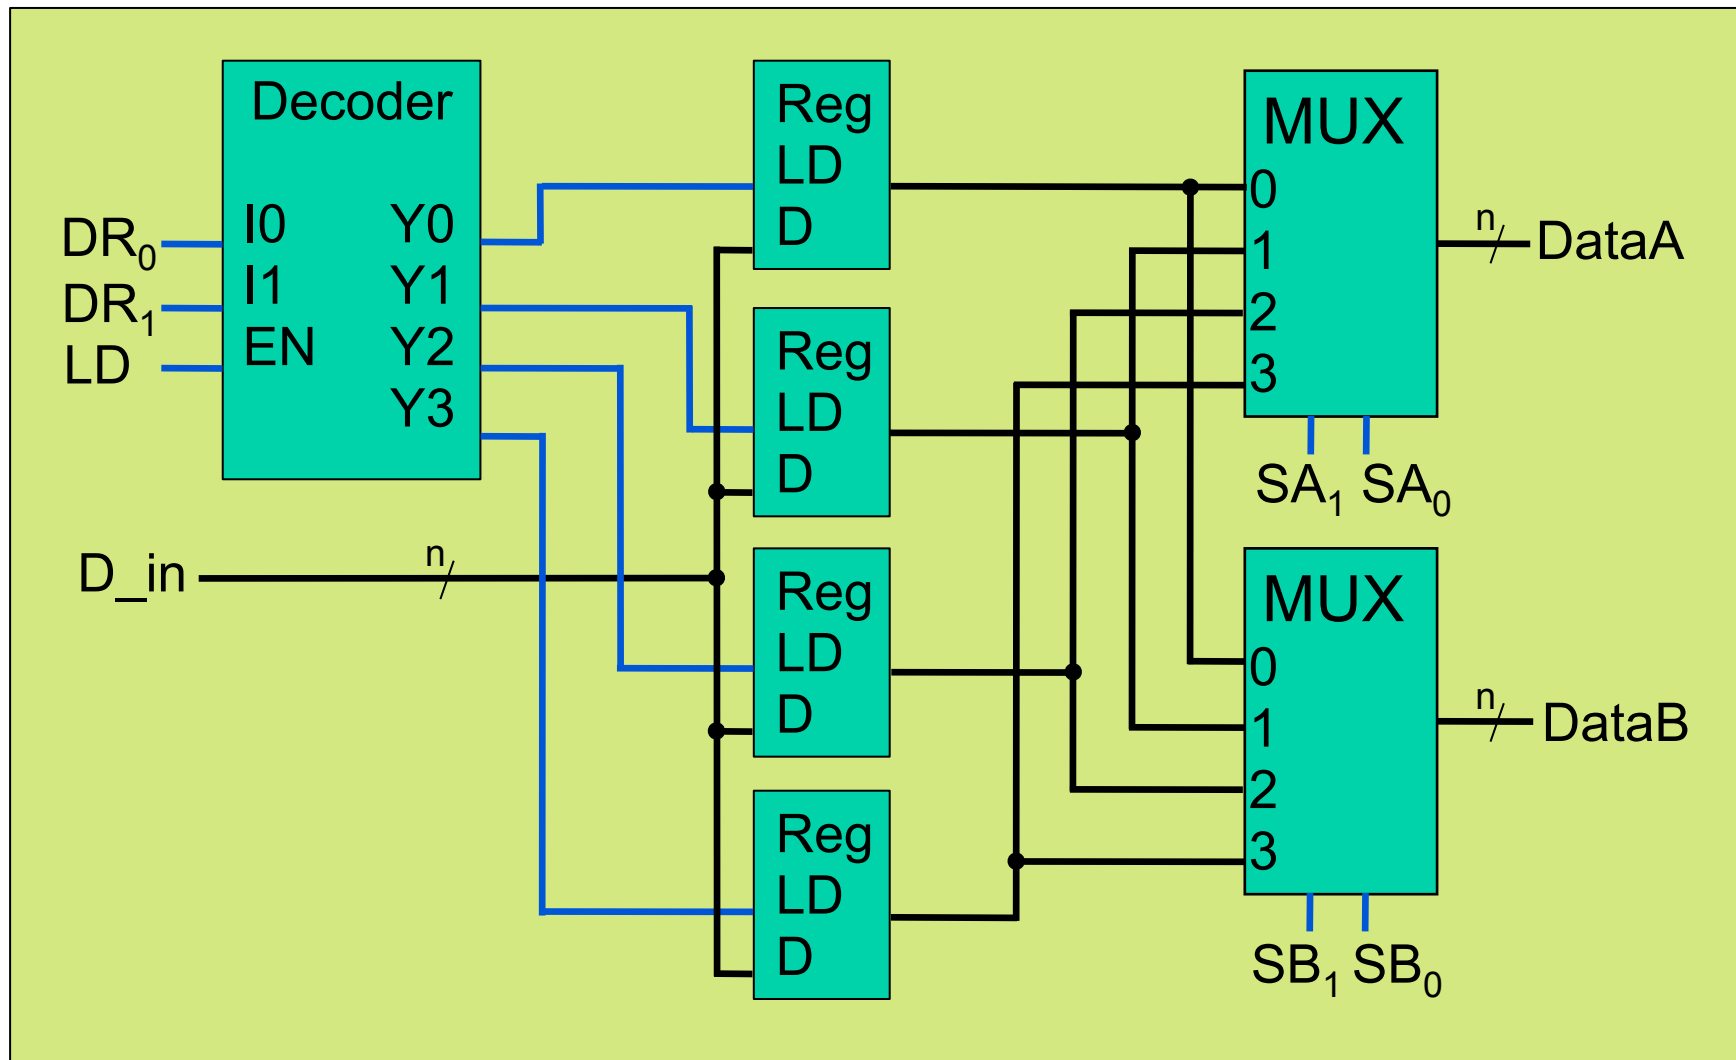 Decoder
I0 Y0
I1 Y1
EN Y2
Y3
DR₀
DR₁
LD
D_in
n
Reg
LD
D
Reg
LD
D
Reg
LD
D
Reg
LD
D
MUX
0
1
2
3
SA₁ SA₀
n
DataA
MUX
0
1
2
3
SB₁ SB₀
n
DataB